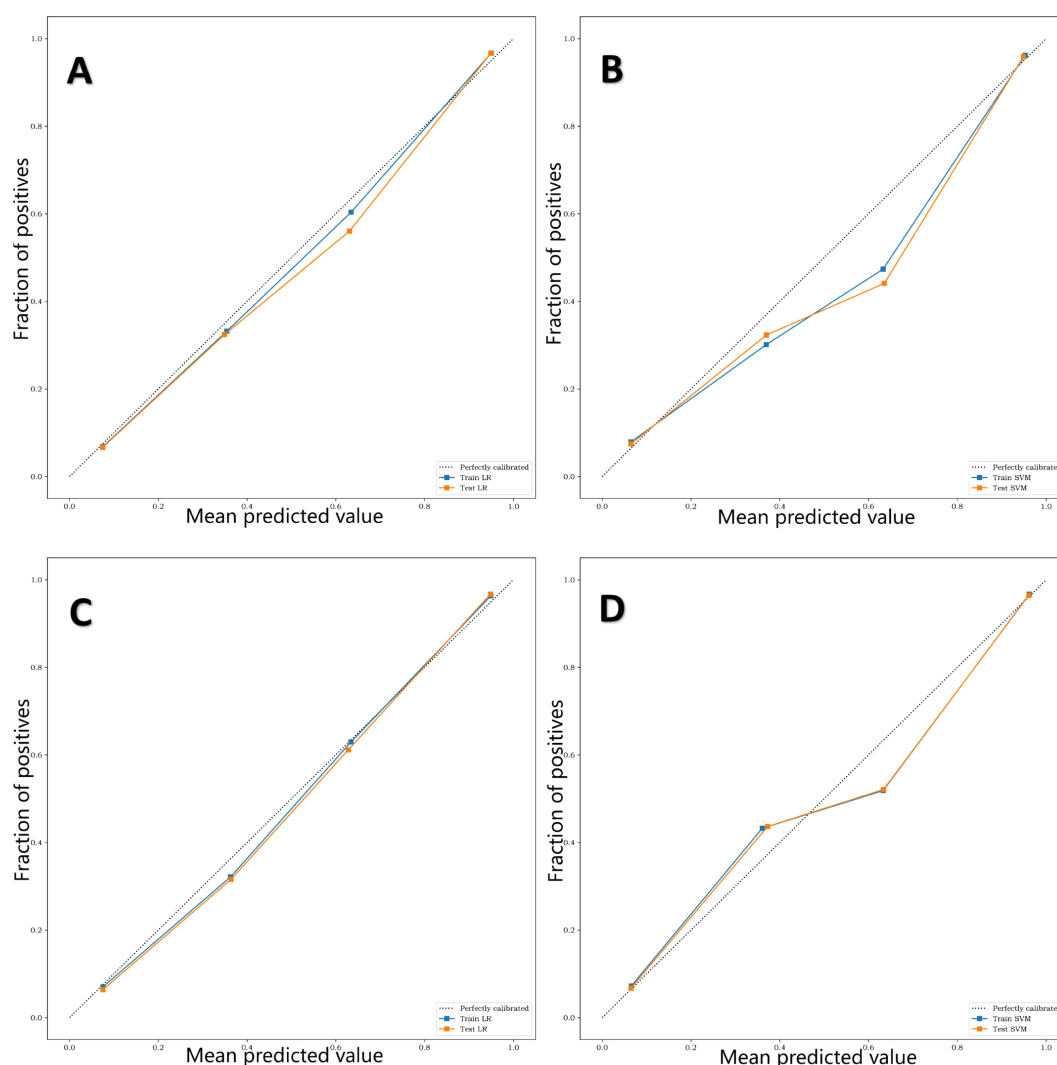 A
Fraction of positives
1.0
0.8
0.6
0.4
0.2
0.0
Perfectly calibrated
Train LR
Test LR
0.0 0.2 0.4 0.6 0.8 1.0
Mean predicted value
B
Fraction of positives
1.0
0.8
0.6
0.4
0.2
0.0
Perfectly calibrate
Train SVM
Test SVM
0.0 0.2 0.4 0.6 0.8 1.0
Mean predicted value
C
Fraction of positives
1.0
0.8
0.6
0.4
0.2
0.0
Perfectly calibrated
Train LR
Test LR
0.0 0.2 0.4 0.6 0.8 1.0
Mean predicted value
D
Fraction of positives
1.0
0.8
0.6
0.4
0.2
0.0
Perfectly calibrate
Train SVM
Test SVM
0.0 0.2 0.4 0.6 0.8 1.0
Mean predicted value